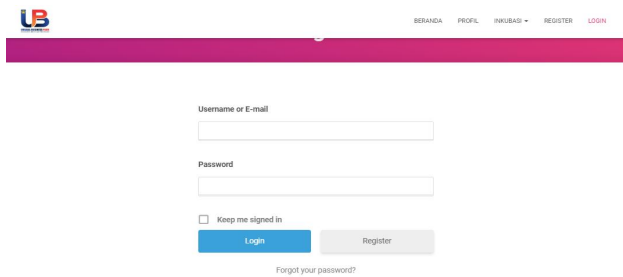 BERANDA PROFIL INKUBASI REGISTER LOGIN
Username or E-mail
Password
Keep me signed in
Login Register
Forgot your password?